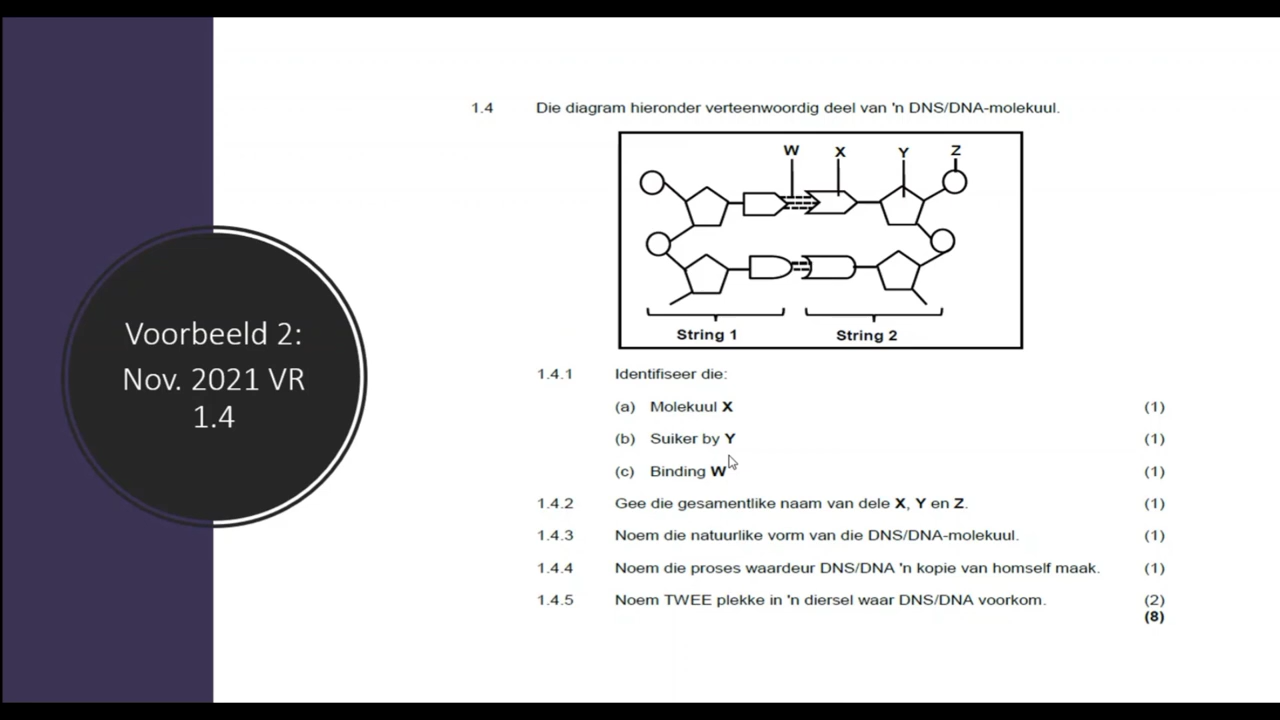 Voorbeeld 2:
Nov. 2021 VR
1.4
1.4 Die diagram hieronder verteenwoordig deel van 'n DNS/DNA-molekuul.
W X Y Z
String 1 String 2
1.4.1 Identifiseer die:
(a) Molekuul X (1)
(b) Suiker by Y (1)
(c) Binding W (1)
1.4.2 Gee die gesamentlike naam van dele X, Y en Z. (1)
1.4.3 Noem die natuurlike vorm van die DNS/DNA-molekuul. (1)
1.4.4 Noem die proses waardeur DNS/DNA 'n kopie van homself maak. (1)
1.4.5 Noem TWEE plekke in 'n diersel waar DNS/DNA voorkom. (2)
(8)